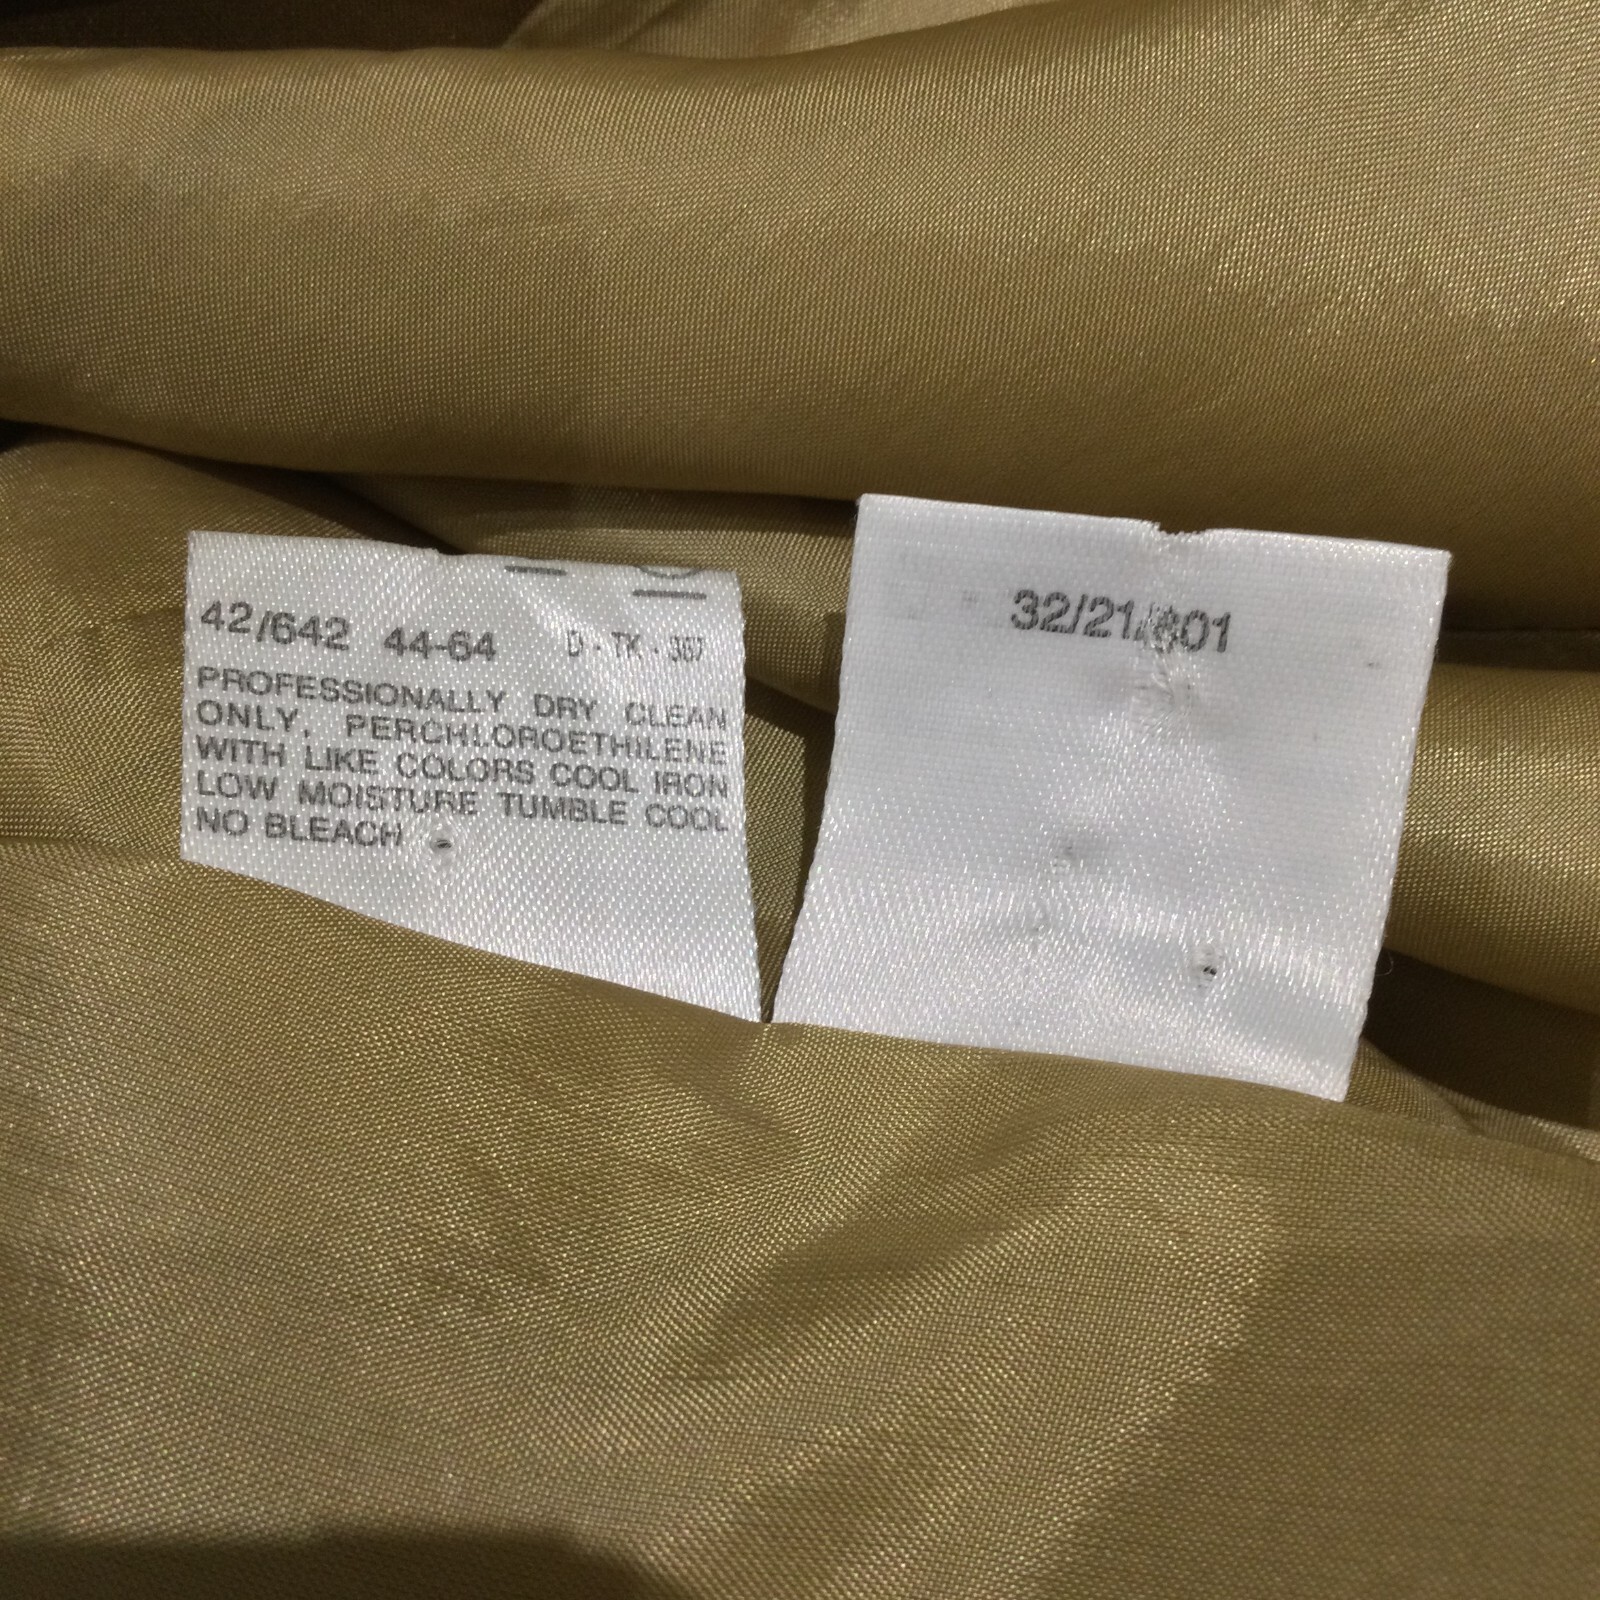 42/642 44-64 D-TK-367
PROFESSIONALLY DRY CLEAN
ONLY, PERCHLOROETHILENE
WITH LIKE COLORS COOL IRON
LOW MOISTURE TUMBLE COOL
NO BLEACH
32/21/601